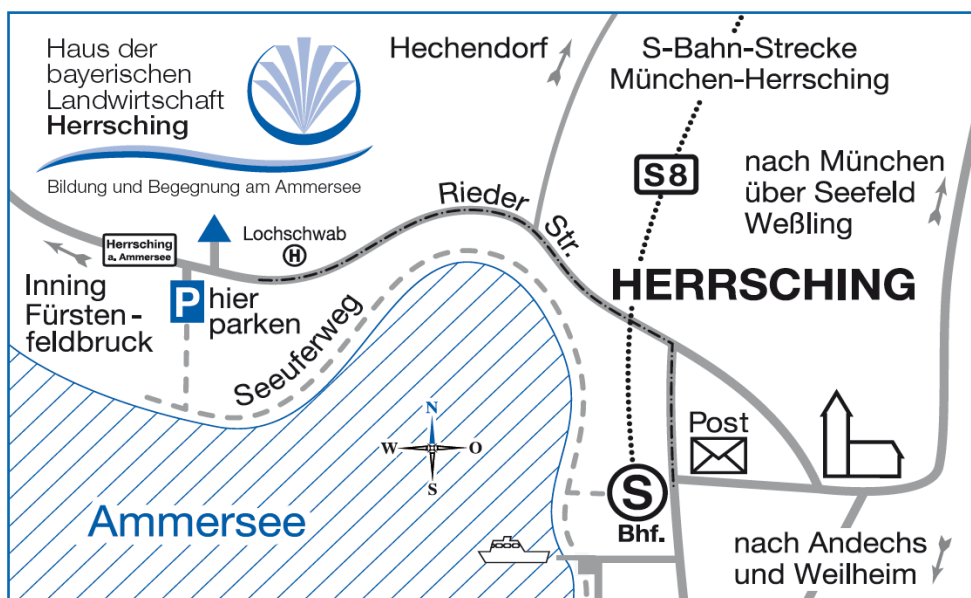 Haus der
bayerischen
Landwirtschaft
Herrsching
Bildung und Begegnung am Ammersee
Hechendorf
S-Bahn-Strecke
München-Herrsching
S 8
nach München
über Seefeld
Weßling
Rieder Str.
Lochschwab
H
Herrsching
a. Ammersee
Inning
Fürsten-
feldbruck
P
hier
parken
Seeuferweg
HERRSCHING
N
W
O
S
Post
S
Bhf.
Ammersee
nach Andechs
und Weilheim